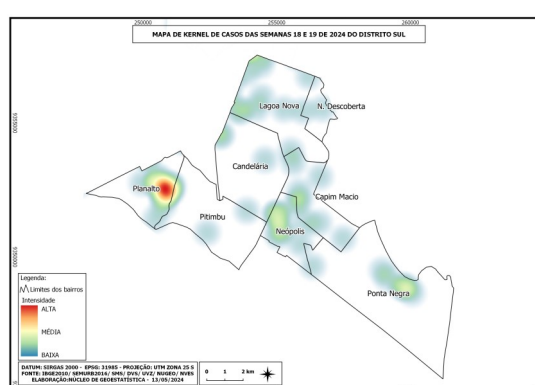 250000 255000 260000
MAPA DE KERNEL DE CASOS DAS SEMANAS 18 E 19 DE 2024 DO DISTRITO SUL
Lagoa Nova
N. Descoberta
Candelária
Planalto
Capim Macio
Pitimbu
Neópolis
Ponta Negra
Legenda:
Limites dos bairros
Intensidade
ALTA
MÉDIA
BAIXA
DATUM: SIRGAS 2000 - EPSG: 31985 - PROJEÇÃO: UTM ZONA 25 S
FONTE: IBGE2010/ SEMURB2016/ SMS/ DVS/ UVZ/ NUGEO/ NVES
ELABORAÇÃO:NÚCLEO DE GEOESTATÍSTICA - 13/05/2024
0 1 2 km